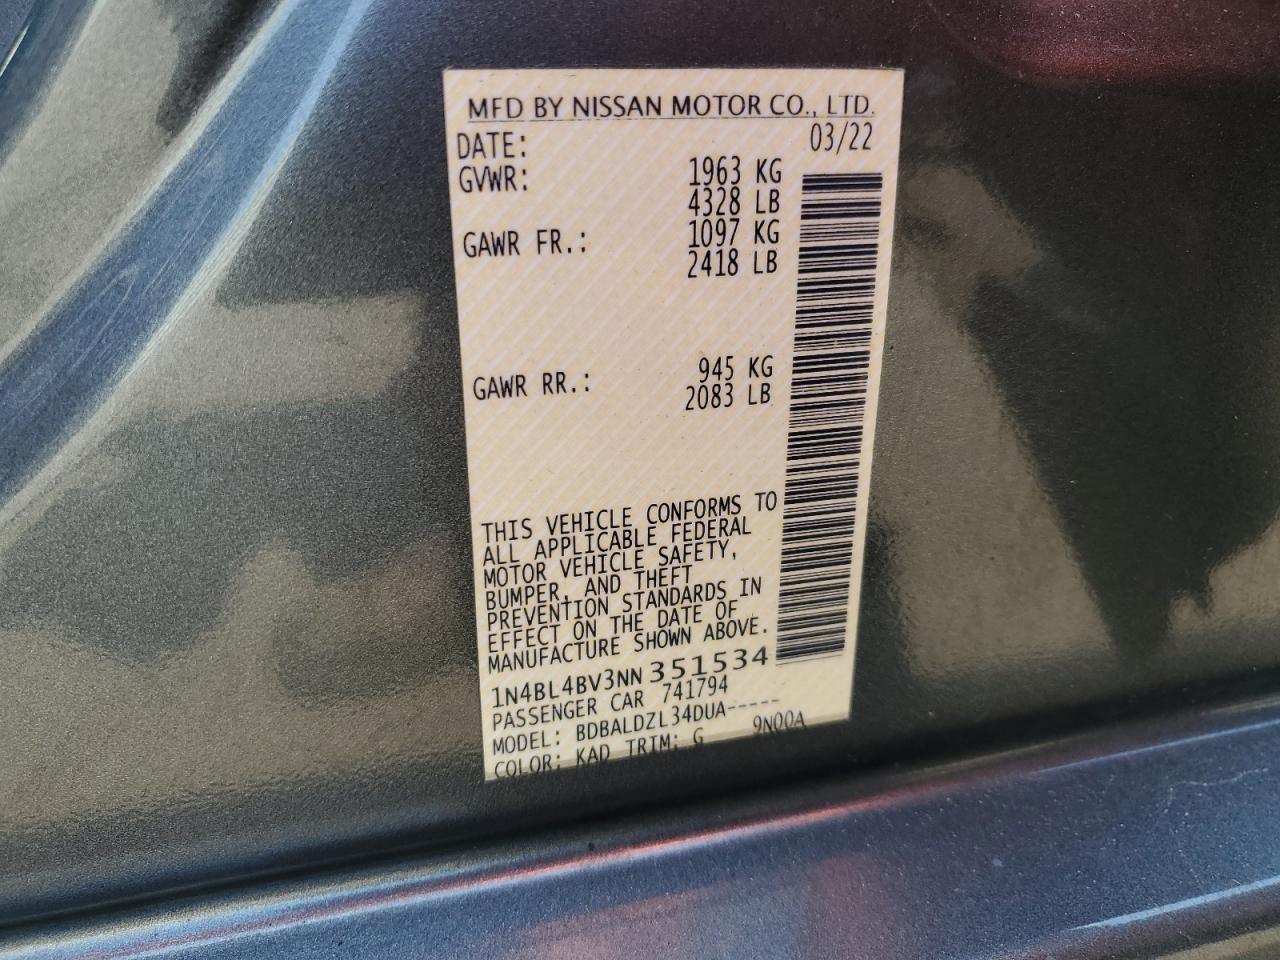 MFD BY NISSAN MOTOR CO., LTD.
DATE: 03/22
GVWR: 1963 KG
4328 LB
GAWR FR.: 1097 KG
2418 LB
GAWR RR.: 945 KG
2083 LB
THIS VEHICLE CONFORMS TO
ALL APPLICABLE FEDERAL
MOTOR VEHICLE SAFETY,
BUMPER, AND THEFT
PREVENTION STANDARDS IN
EFFECT ON THE DATE OF
MANUFACTURE SHOWN ABOVE.
1N4BL4BV3NN351534
PASSENGER CAR 741794
MODEL: BDBALDZL34DUA-----
COLOR: KAD TRIM: G 9N00A